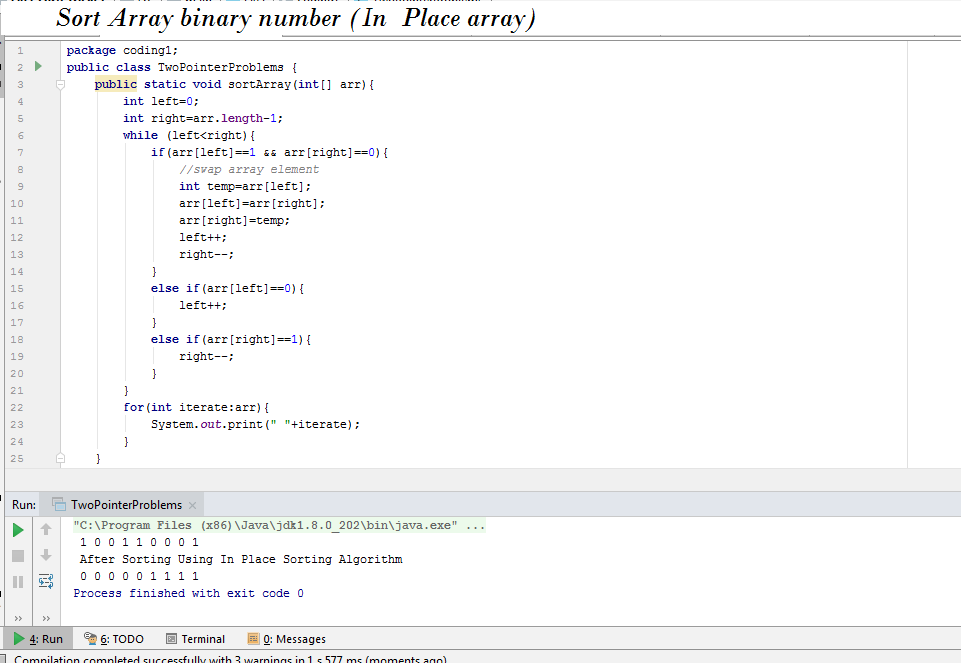 Sort Array binary number (In Place array)
1 package coding1;
2 public class TwoPointerProblems {
3 public static void sortArray(int[] arr){
4 int left=0;
5 int right=arr.length-1;
6 while (left<right){
7 if(arr[left]==1 && arr[right]==0){
8 //swap array element
9 int temp=arr[left];
10 arr[left]=arr[right];
11 arr[right]=temp;
12 left++;
13 right--;
14 }
15 else if(arr[left]==0){
16 left++;
17 }
18 else if(arr[right]==1){
19 right--;
20 }
21 }
22 for(int iterate:arr){
23 System.out.print(" "+iterate);
24 }
25 }
Run: TwoPointerProblems ×
"C:\Program Files (x86)\Java\jdk1.8.0_202\bin\java.exe" ...
1 0 0 1 1 0 0 0 1
After Sorting Using In Place Sorting Algorithm
0 0 0 0 0 1 1 1 1
Process finished with exit code 0
4: Run 6: TODO Terminal 0: Messages
Compilation completed successfully with 3 warnings in 1 s 577 ms (moments ago)